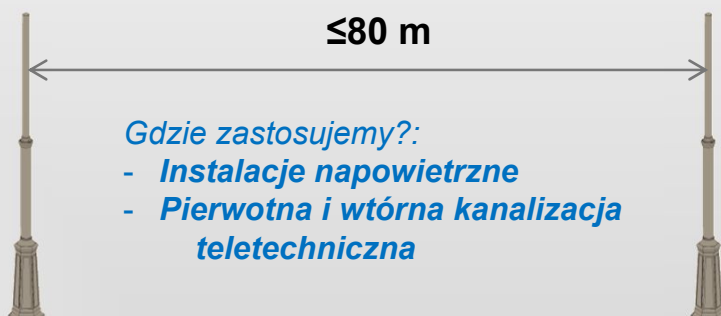 ≤80 m
Gdzie zastosujemy?:
- Instalacje napowietrzne
- Pierwotna i wtórna kanalizacja
teletechniczna